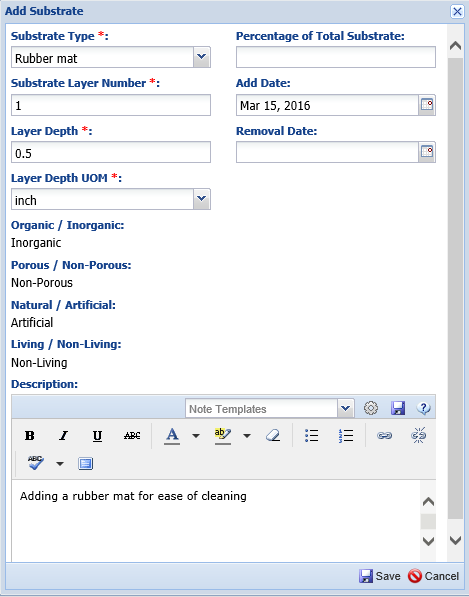 Add Substrate
Substrate Type *:
Percentage of Total Substrate:
Rubber mat
Substrate Layer Number *:
Add Date:
1
Mar 15, 2016
Layer Depth *:
Removal Date:
0.5
Layer Depth UOM *:
inch
Organic / Inorganic:
Inorganic
Porous / Non-Porous:
Non-Porous
Natural / Artificial:
Artificial
Living / Non-Living:
Non-Living
Description:
Note Templates
B I U ABC A ab
ABC
Adding a rubber mat for ease of cleaning
Save Cancel